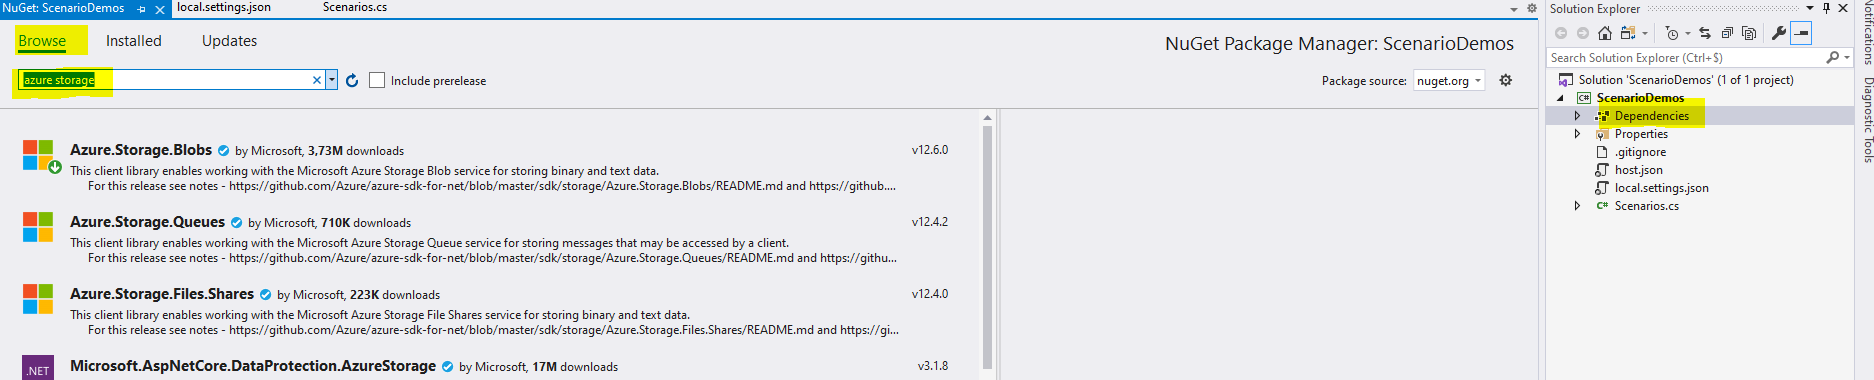 NuGet: ScenarioDemos
local.settings.json
Scenarios.cs
Browse
Installed
Updates
NuGet Package Manager: ScenarioDemos
azure storage
Include prerelease
Package source: nuget.org
Azure.Storage.Blobs by Microsoft, 3,73M downloads
v12.6.0
This client library enables working with the Microsoft Azure Storage Blob service for storing binary and text data.
For this release see notes - https://github.com/Azure/azure-sdk-for-net/blob/master/sdk/storage/Azure.Storage.Blobs/README.md and https://github....
Azure.Storage.Queues by Microsoft, 710K downloads
v12.4.2
This client library enables working with the Microsoft Azure Storage Queue service for storing messages that may be accessed by a client.
For this release see notes - https://github.com/Azure/azure-sdk-for-net/blob/master/sdk/storage/Azure.Storage.Queues/README.md and https://githu...
Azure.Storage.Files.Shares by Microsoft, 223K downloads
v12.4.0
This client library enables working with the Microsoft Azure Storage File Shares service for storing binary and text data.
For this release see notes - https://github.com/Azure/azure-sdk-for-net/blob/master/sdk/storage/Azure.Storage.Files.Shares/README.md and https://gi...
.NET
Microsoft.AspNetCore.DataProtection.AzureStorage by Microsoft, 17M downloads
v3.1.8
Solution Explorer
Search Solution Explorer (Ctrl+$)
Solution 'ScenarioDemos' (1 of 1 project)
C# ScenarioDemos
Dependencies
Properties
.gitignore
host.json
local.settings.json
C# Scenarios.cs
Notifications
Diagnostic Tools